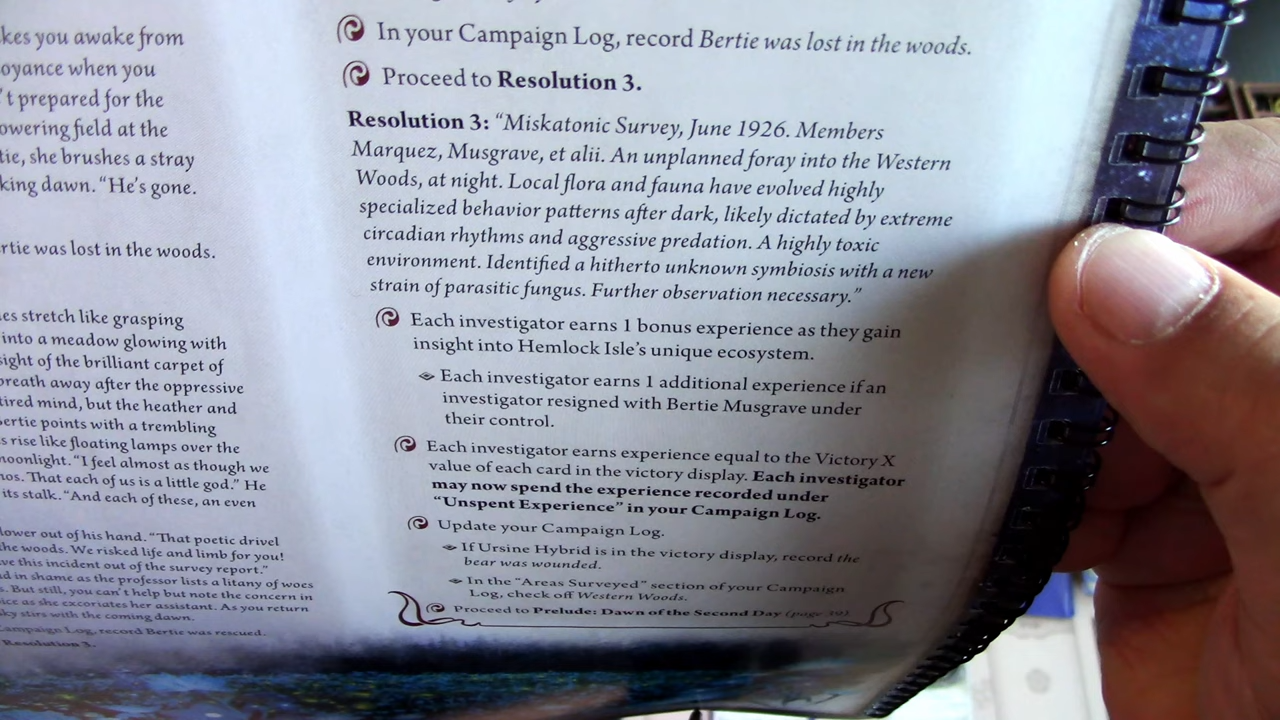 kes you awake from
oyance when you
't prepared for the
owering field at the
tie, she brushes a stray
king dawn. "He's gone.
rtie was lost in the woods.
es stretch like grasping
into a meadow glowing with
sight of the brilliant carpet of
breath away after the oppressive
tired mind, but the heather and
Bertie points with a trembling
s rise like floating lamps over the
moonlight. "I feel almost as though we
nos. That each of us is a little god." He
its stalk. "And each of these, an even
lower out of his hand. "That poetic drivel
the woods. We risked life and limb for you!
ve this incident out of the survey report."
d in shame as the professor lists a litany of woes
s. But still, you can't help but note the concern in
ice as she excoriates her assistant. As you return
sky stirs with the coming dawn.
Campaign Log, record Bertie was rescued.
Resolution 3.
In your Campaign Log, record Bertie was lost in the woods.
Proceed to Resolution 3.
Resolution 3: "Miskatonic Survey, June 1926. Members
Marquez, Musgrave, et alii. An unplanned foray into the Western
Woods, at night. Local flora and fauna have evolved highly
specialized behavior patterns after dark, likely dictated by extreme
circadian rhythms and aggressive predation. A highly toxic
environment. Identified a hitherto unknown symbiosis with a new
strain of parasitic fungus. Further observation necessary."
Each investigator earns 1 bonus experience as they gain
insight into Hemlock Isle's unique ecosystem.
Each investigator earns 1 additional experience if an
investigator resigned with Bertie Musgrave under
their control.
Each investigator earns experience equal to the Victory X
value of each card in the victory display. Each investigator
may now spend the experience recorded under
"Unspent Experience" in your Campaign Log.
Update your Campaign Log.
If Ursine Hybrid is in the victory display, record the
bear was wounded.
In the "Areas Surveyed" section of your Campaign
Log, check off Western Woods.
Proceed to Prelude: Dawn of the Second Day (page